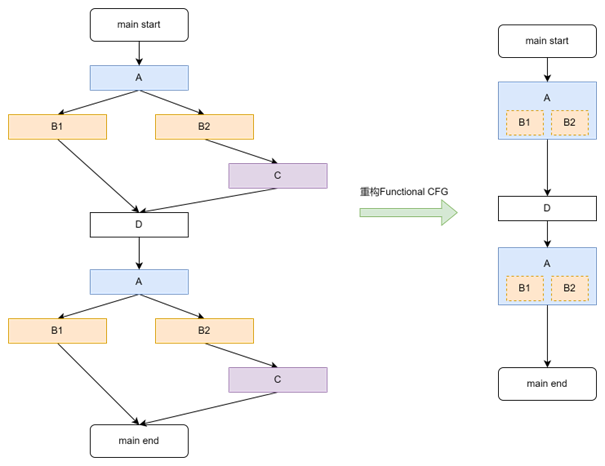 main start
A
B1
B2
C
D
A
B1
B2
C
main end
重构Functional CFG
main start
A
B1
B2
D
A
B1
B2
main end